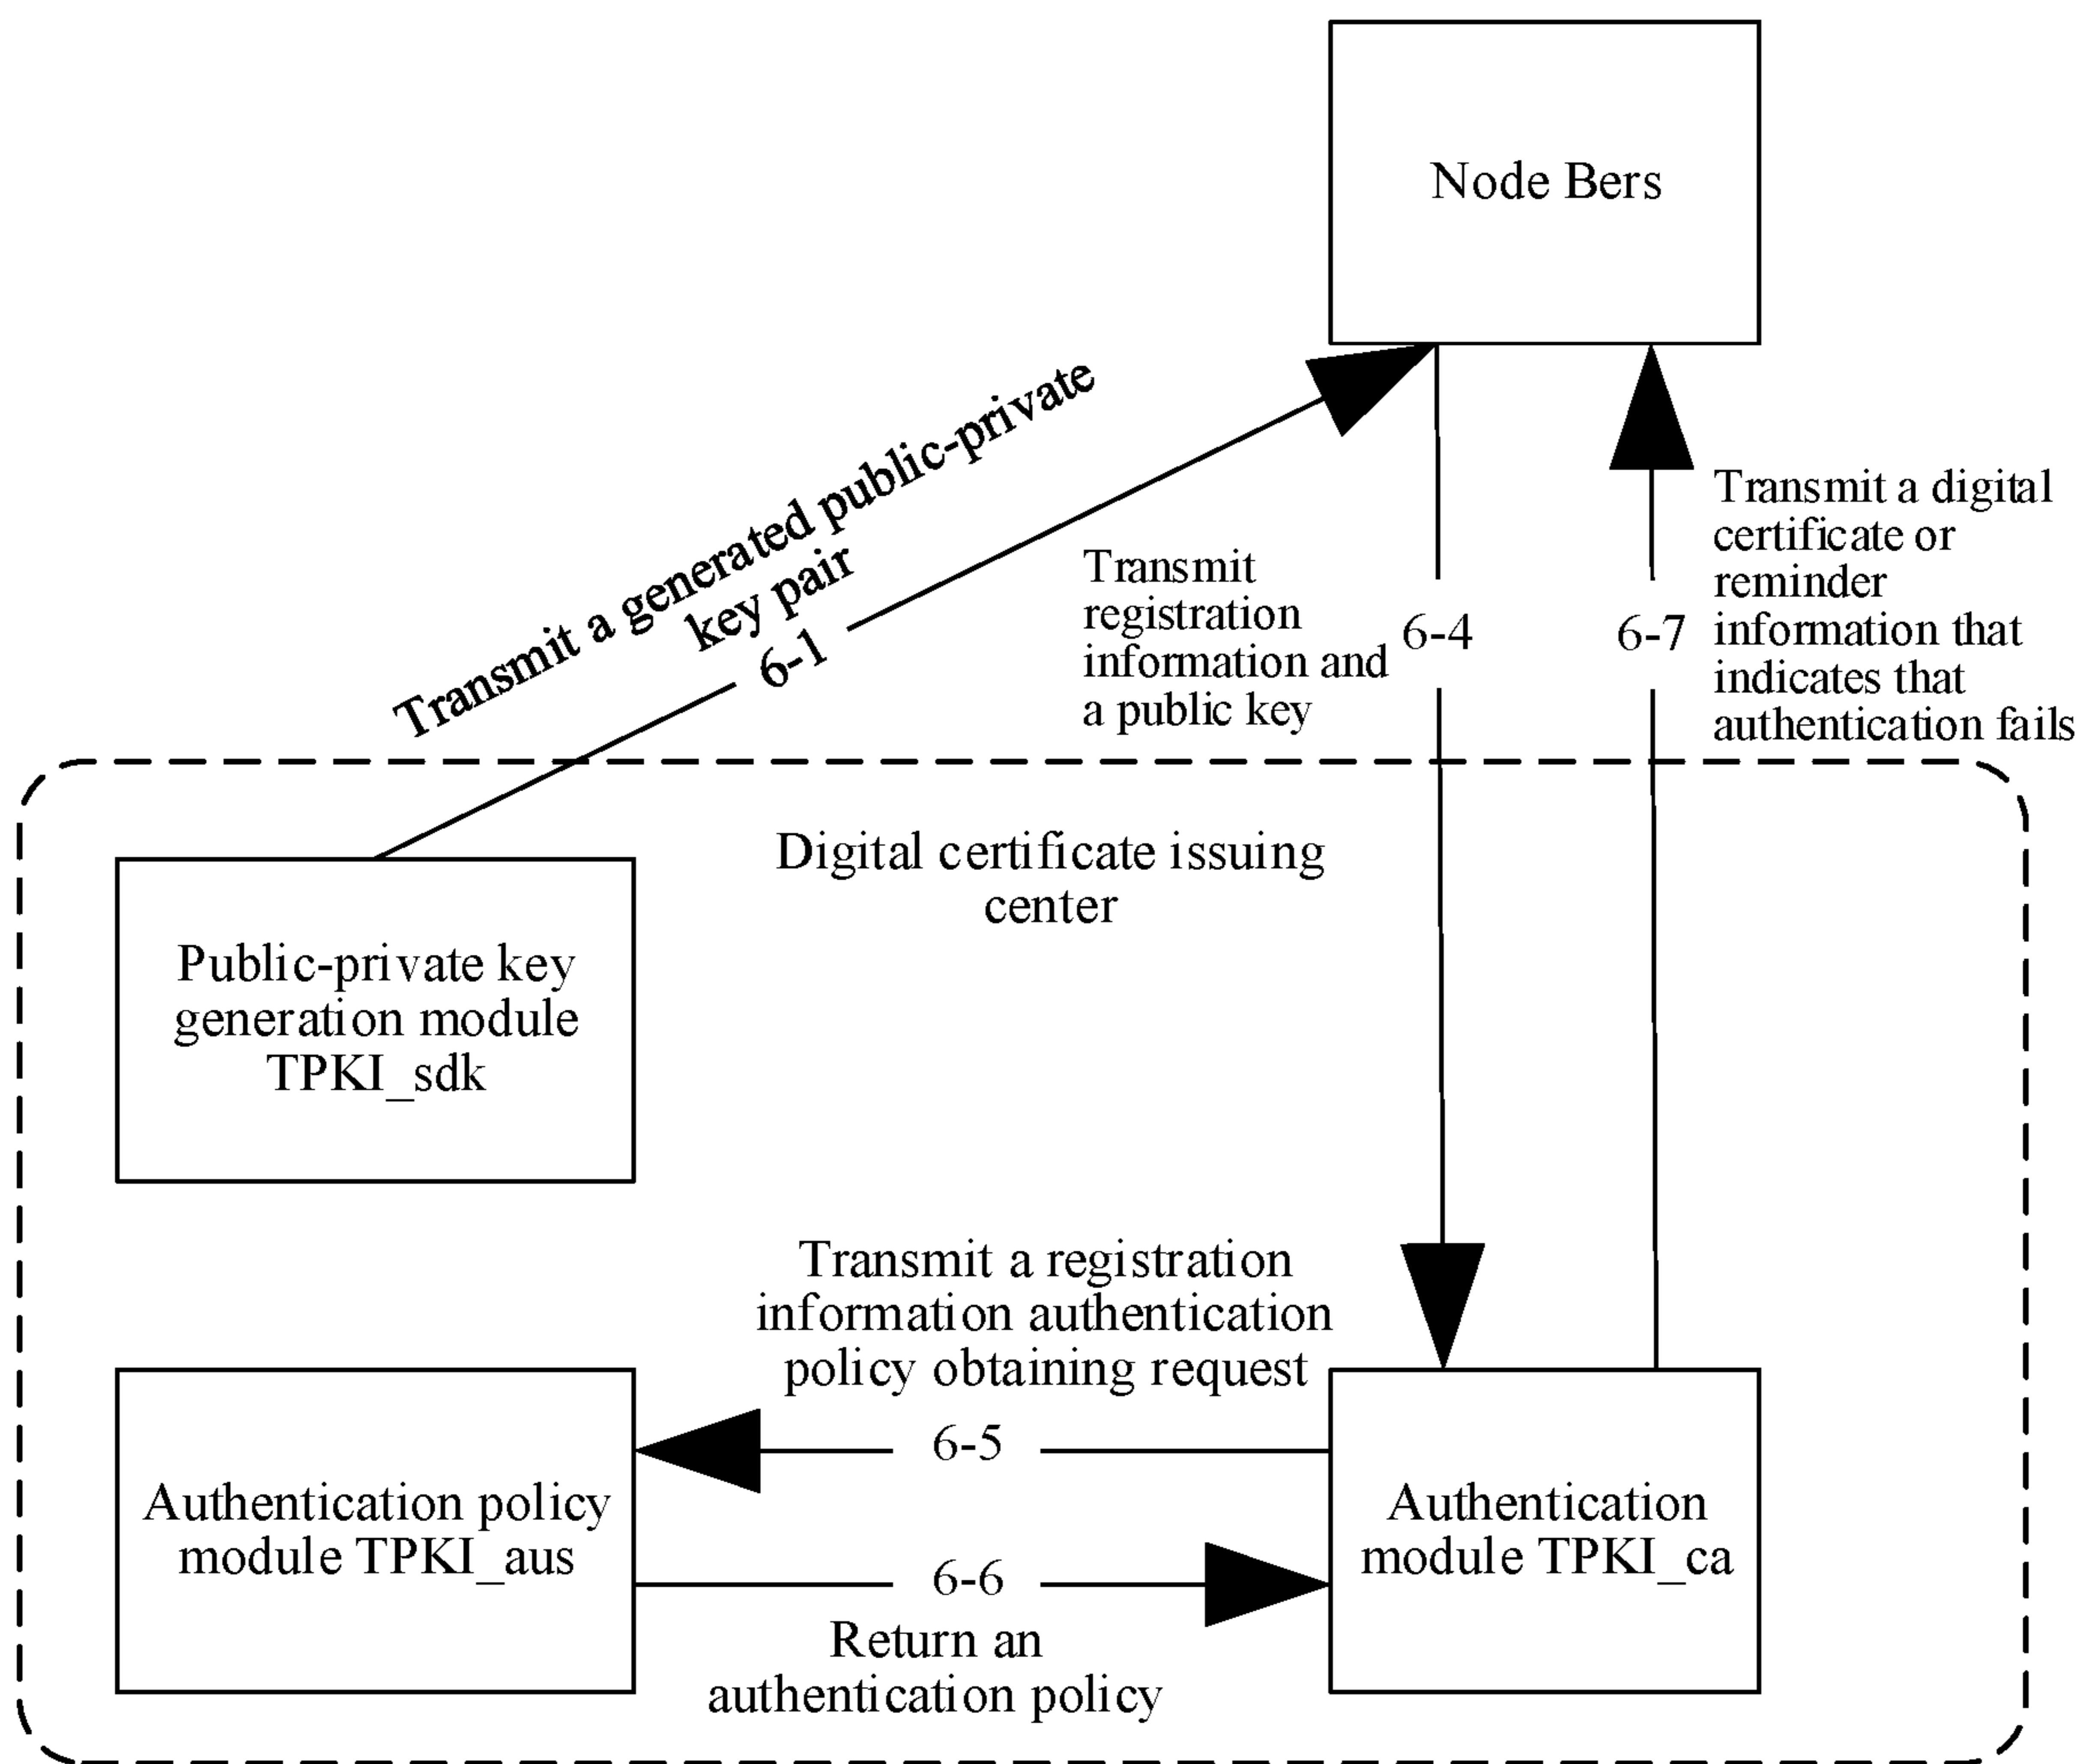 Node Bers
Transmit a generated public-private
key pair
6-1
Transmit
registration
information and
a public key
6-4
6-7
Transmit a digital
certificate or
reminder
information that
indicates that
authentication fails
Digital certificate issuing
center
Public-private key
generation module
TPKI_sdk
Transmit a registration
information authentication
policy obtaining request
6-5
Authentication policy
module TPKI_aus
Authentication
module TPKI_ca
6-6
Return an
authentication policy